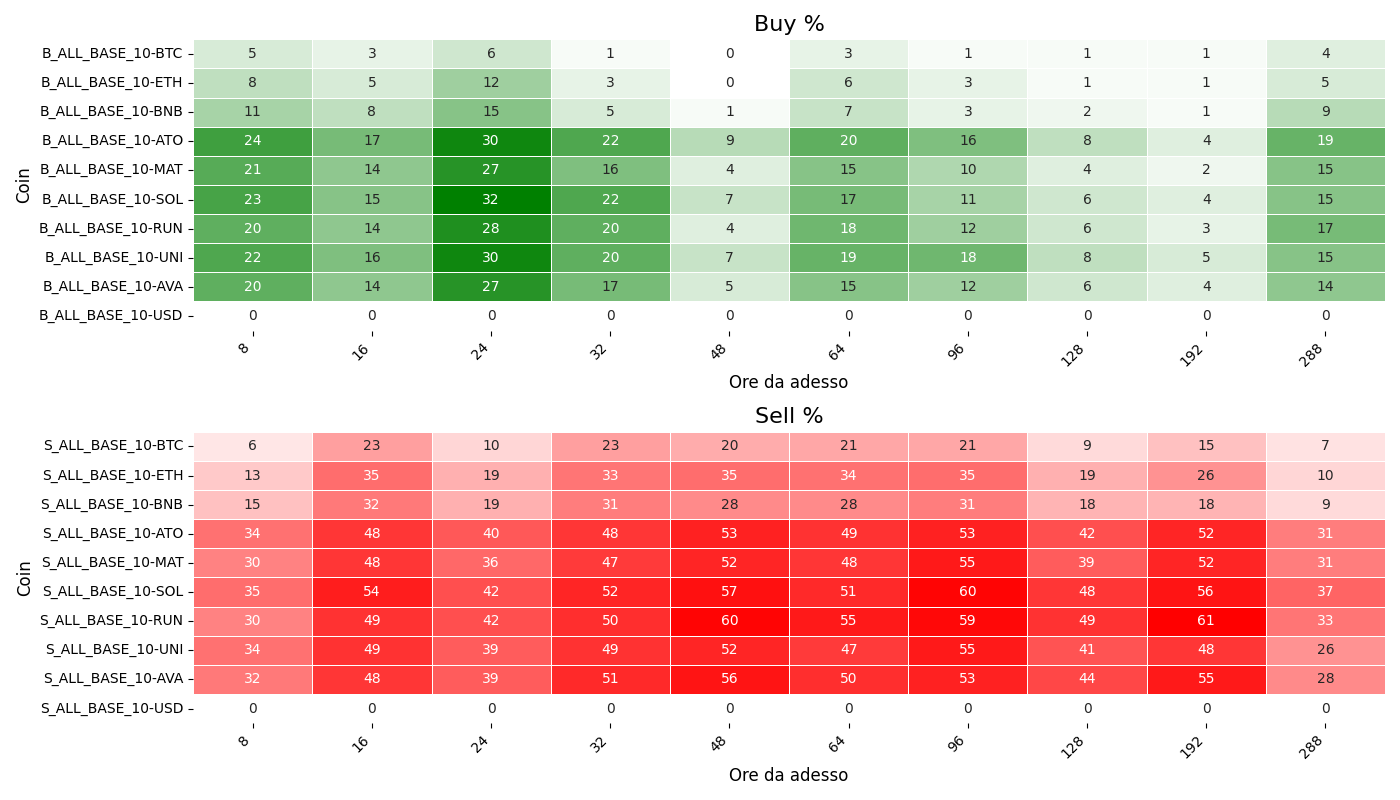 Buy %
Coin
B_ALL_BASE_10-BTC 5 3 6 1 0 3 1 1 1 4
B_ALL_BASE_10-ETH 8 5 12 3 0 6 3 1 1 5
B_ALL_BASE_10-BNB 11 8 15 5 1 7 3 2 1 9
B_ALL_BASE_10-ATO 24 17 30 22 9 20 16 8 4 19
B_ALL_BASE_10-MAT 21 14 27 16 4 15 10 4 2 15
B_ALL_BASE_10-SOL 23 15 32 22 7 17 11 6 4 15
B_ALL_BASE_10-RUN 20 14 28 20 4 18 12 6 3 17
B_ALL_BASE_10-UNI 22 16 30 20 7 19 18 8 5 15
B_ALL_BASE_10-AVA 20 14 27 17 5 15 12 6 4 14
B_ALL_BASE_10-USD 0 0 0 0 0 0 0 0 0 0
8 16 24 32 48 64 96 128 192 288
Ore da adesso
Sell %
Coin
S_ALL_BASE_10-BTC 6 23 10 23 20 21 21 9 15 7
S_ALL_BASE_10-ETH 13 35 19 33 35 34 35 19 26 10
S_ALL_BASE_10-BNB 15 32 19 31 28 28 31 18 18 9
S_ALL_BASE_10-ATO 34 48 40 48 53 49 53 42 52 31
S_ALL_BASE_10-MAT 30 48 36 47 52 48 55 39 52 31
S_ALL_BASE_10-SOL 35 54 42 52 57 51 60 48 56 37
S_ALL_BASE_10-RUN 30 49 42 50 60 55 59 49 61 33
S_ALL_BASE_10-UNI 34 49 39 49 52 47 55 41 48 26
S_ALL_BASE_10-AVA 32 48 39 51 56 50 53 44 55 28
S_ALL_BASE_10-USD 0 0 0 0 0 0 0 0 0 0
8 16 24 32 48 64 96 128 192 288
Ore da adesso